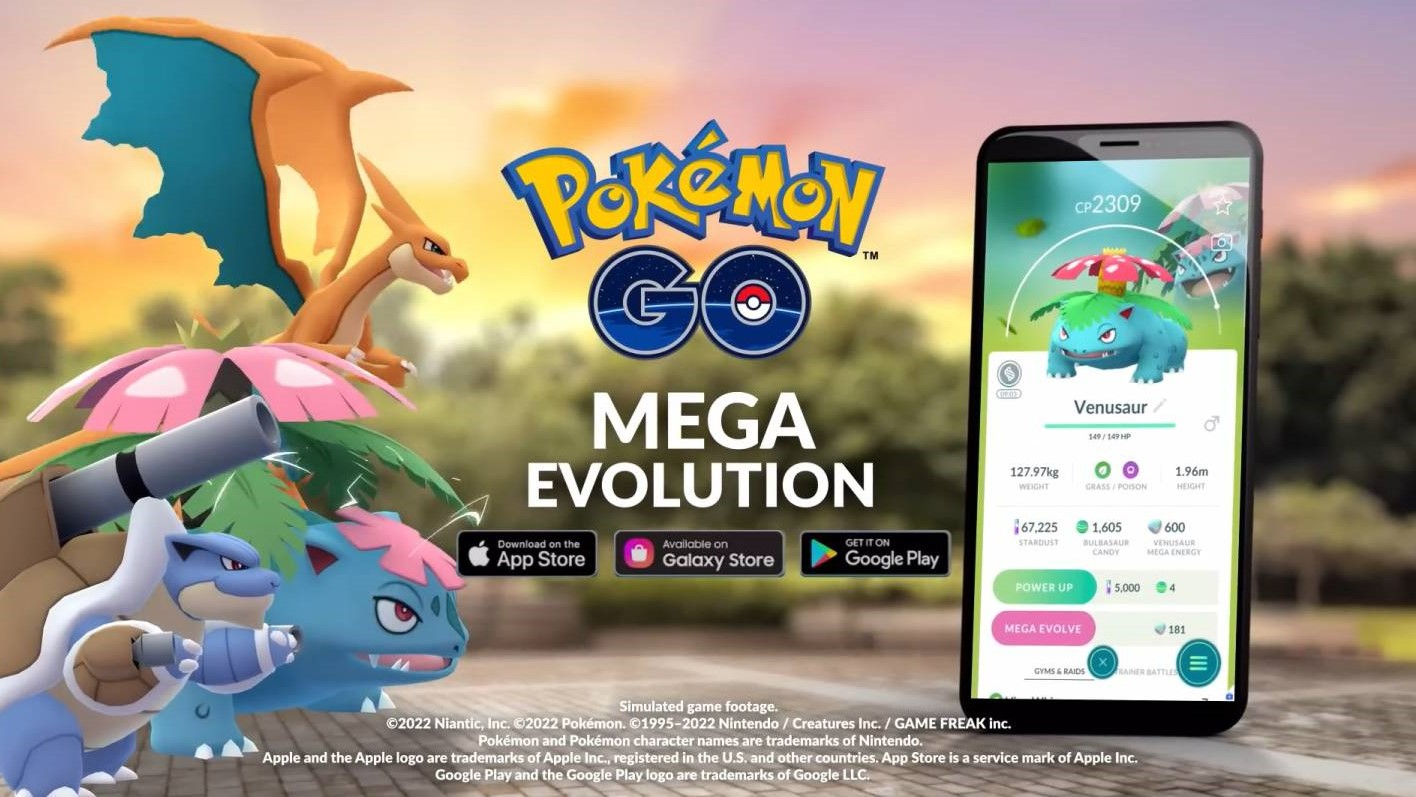 POKéMON
GO
TM
MEGA
EVOLUTION
Download on the
App Store
Available on
Galaxy Store
GET IT ON
Google Play
CP2309
Venusaur
149 / 149 HP
127.97kg
WEIGHT
GRASS / POISON
1.96m
HEIGHT
67,225
STARDUST
1,605
BULBASAUR
CANDY
600
VENUSAUR
MEGA ENERGY
POWER UP 5,000 4
MEGA EVOLVE 181
GYMS & RAIDS TRAINER BATTLES
Simulated game footage.
©2022 Niantic, Inc. ©2022 Pokémon. ©1995–2022 Nintendo / Creatures Inc. / GAME FREAK inc.
Pokémon and Pokémon character names are trademarks of Nintendo.
Apple and the Apple logo are trademarks of Apple Inc., registered in the U.S. and other countries. App Store is a service mark of Apple Inc.
Google Play and the Google Play logo are trademarks of Google LLC.